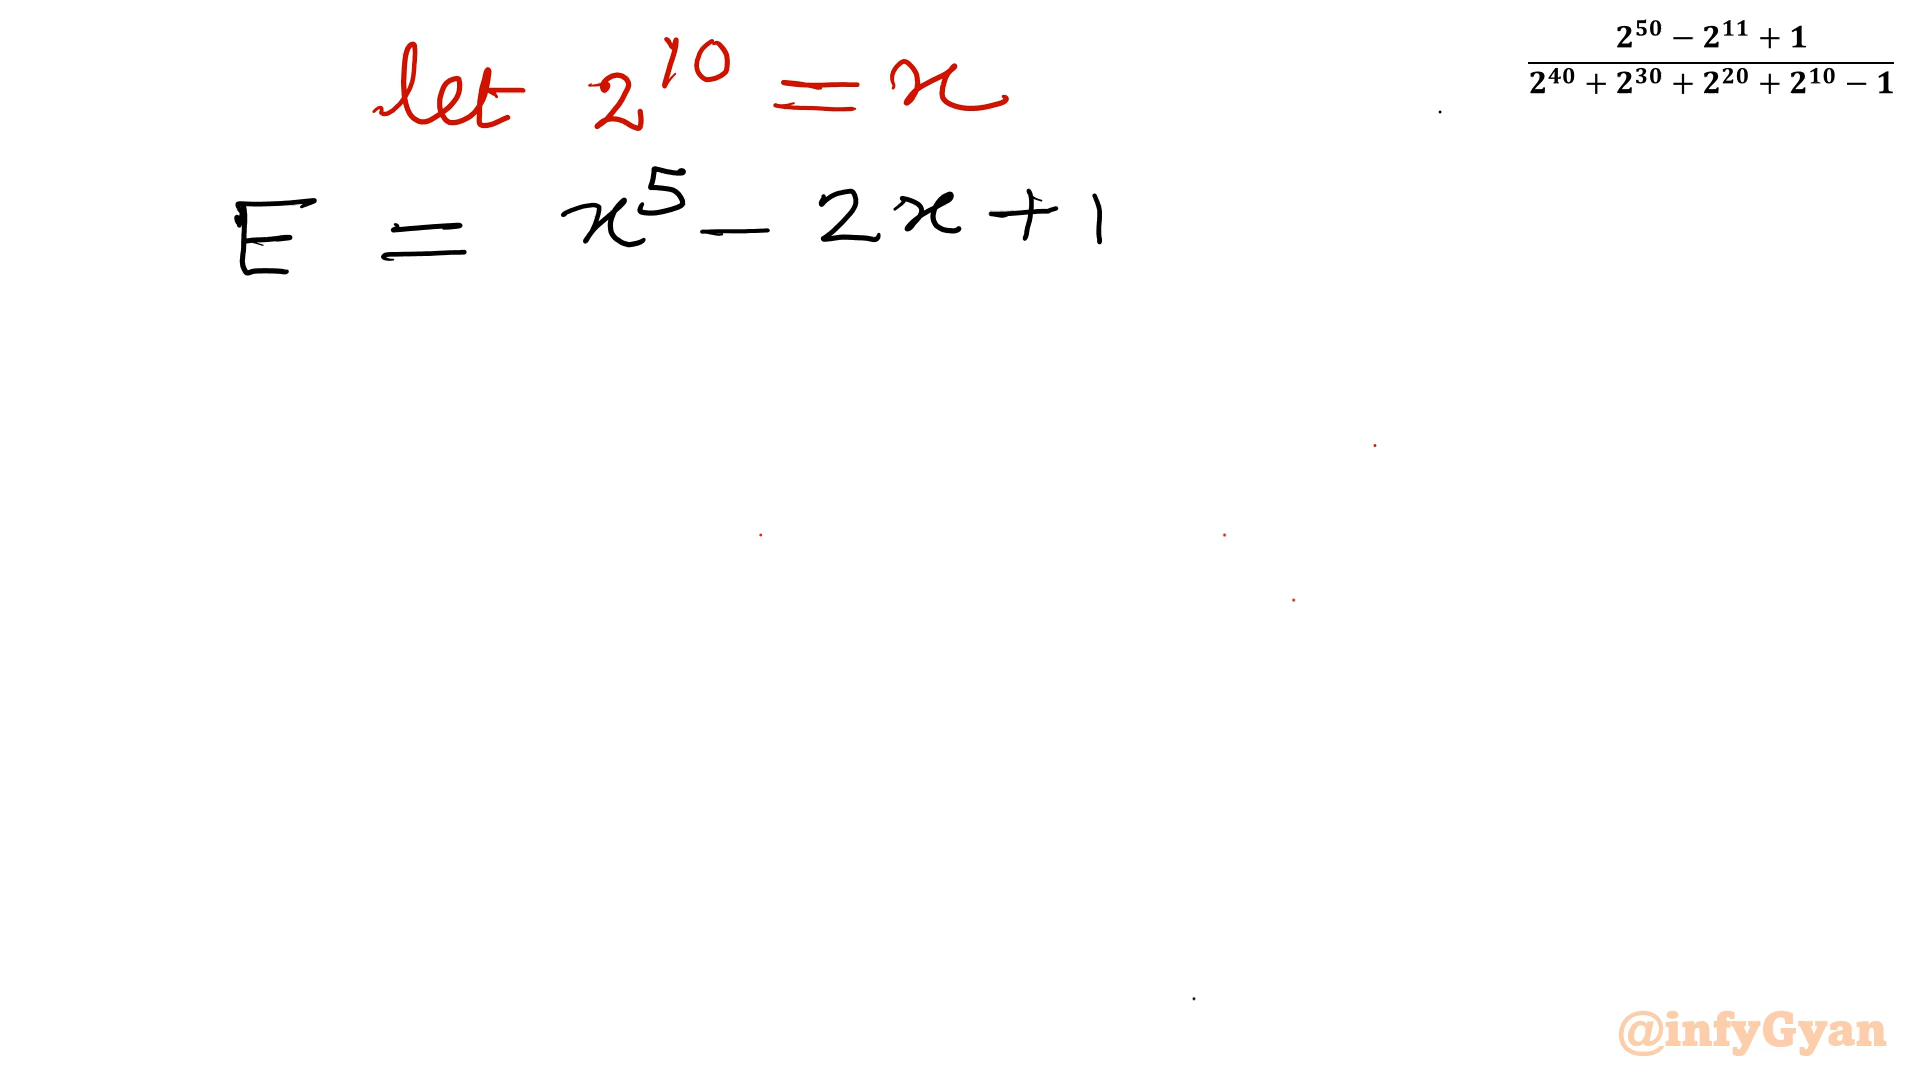 let 2^10 = x
2^50 − 2^11 + 1
2^40 + 2^30 + 2^20 + 2^10 − 1
E = x^5 − 2x + 1
@infyGyan